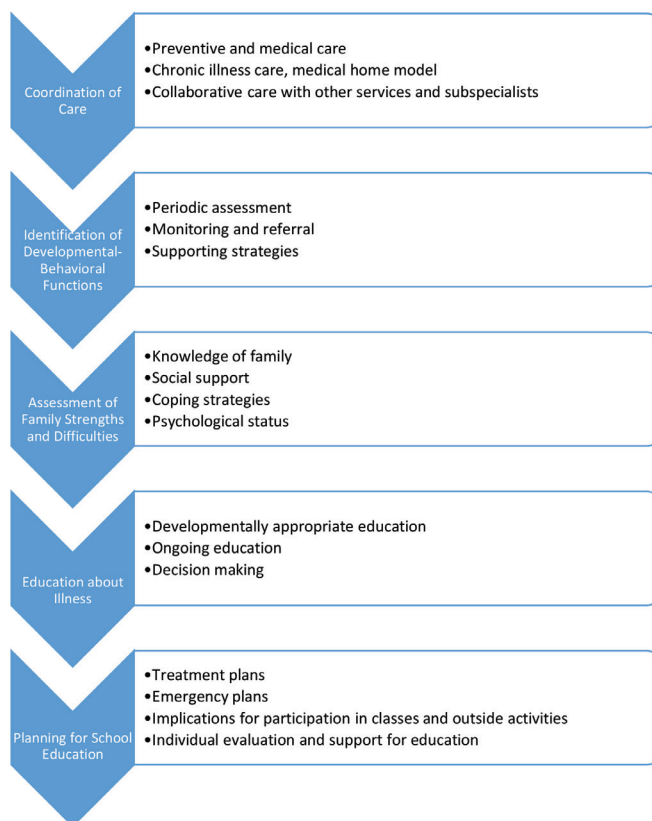 Coordination of
Care
•Preventive and medical care
•Chronic illness care, medical home model
•Collaborative care with other services and subspecialists
Identification of
Developmental-
Behavioral
Functions
•Periodic assessment
•Monitoring and referral
•Supporting strategies
Assessment of
Family Strengths
and Difficulties
•Knowledge of family
•Social support
•Coping strategies
•Psychological status
Education about
Illness
•Developmentally appropriate education
•Ongoing education
•Decision making
Planning for School
Education
•Treatment plans
•Emergency plans
•Implications for participation in classes and outside activities
•Individual evaluation and support for education